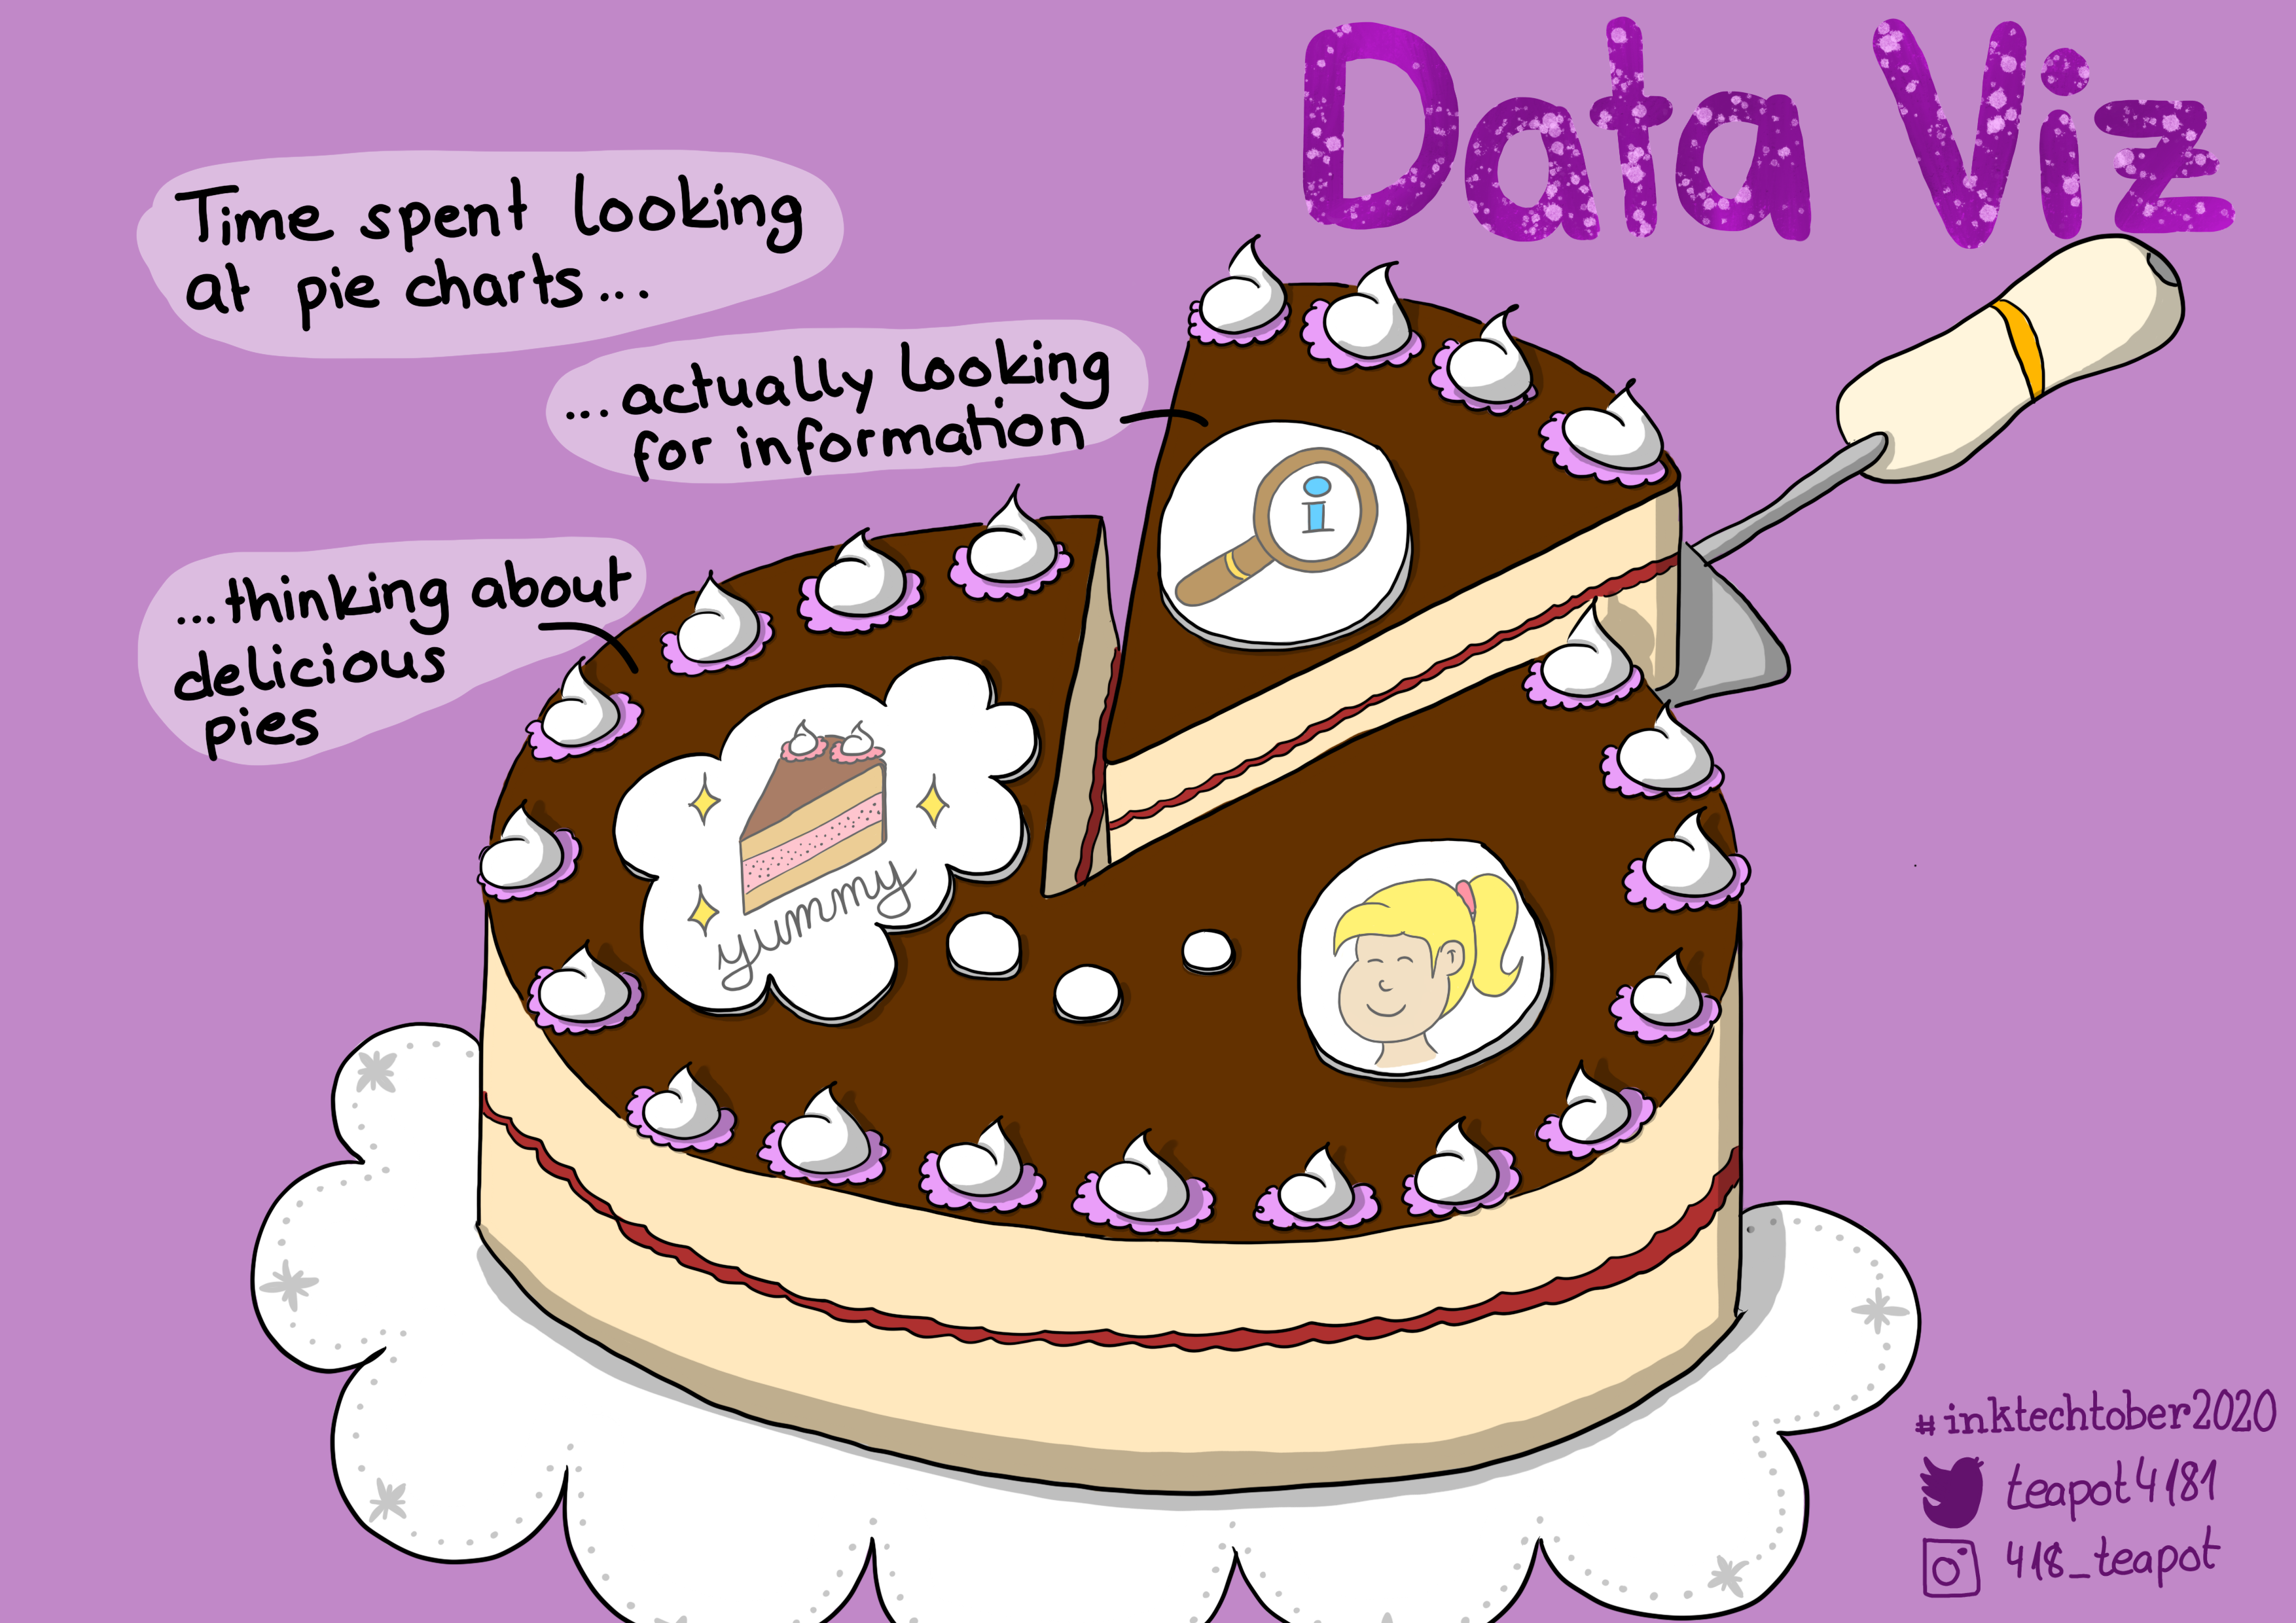 Data Viz
Time spent looking
at pie charts...
...actually looking
for information
...thinking about
delicious
pies
i
yummy
#inktechtober2020
teapot4181
418_teapot